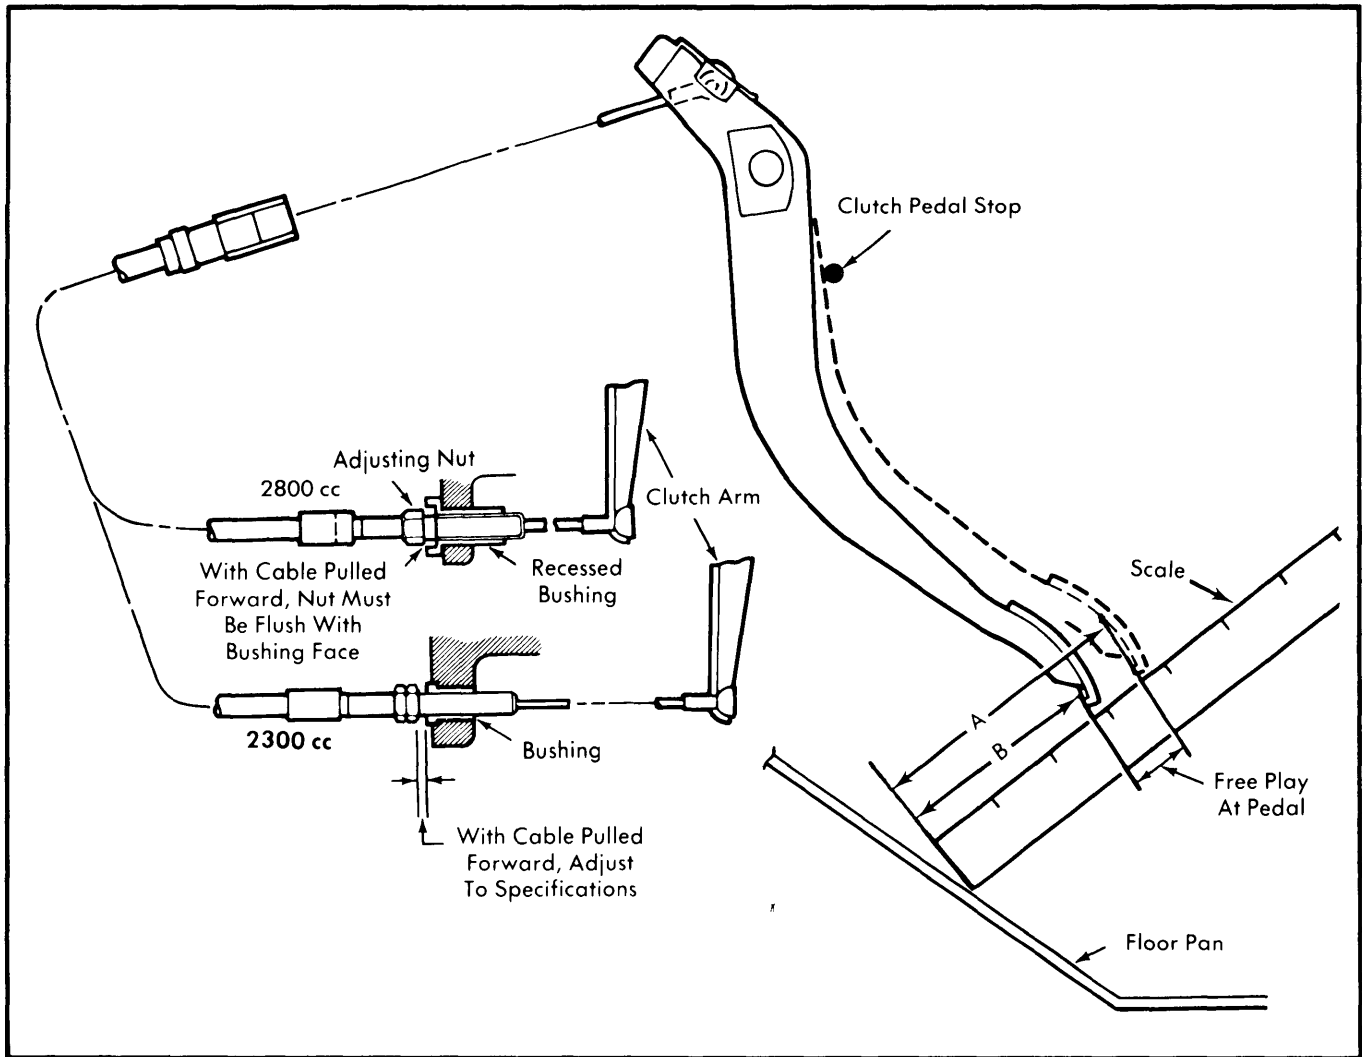 Clutch Pedal Stop
Adjusting Nut
2800 cc
Clutch Arm
With Cable Pulled
Forward, Nut Must
Be Flush With
Bushing Face
Recessed
Bushing
Scale
A
B
2300 cc
Bushing
Free Play
At Pedal
With Cable Pulled
Forward, Adjust
To Specifications
Floor Pan